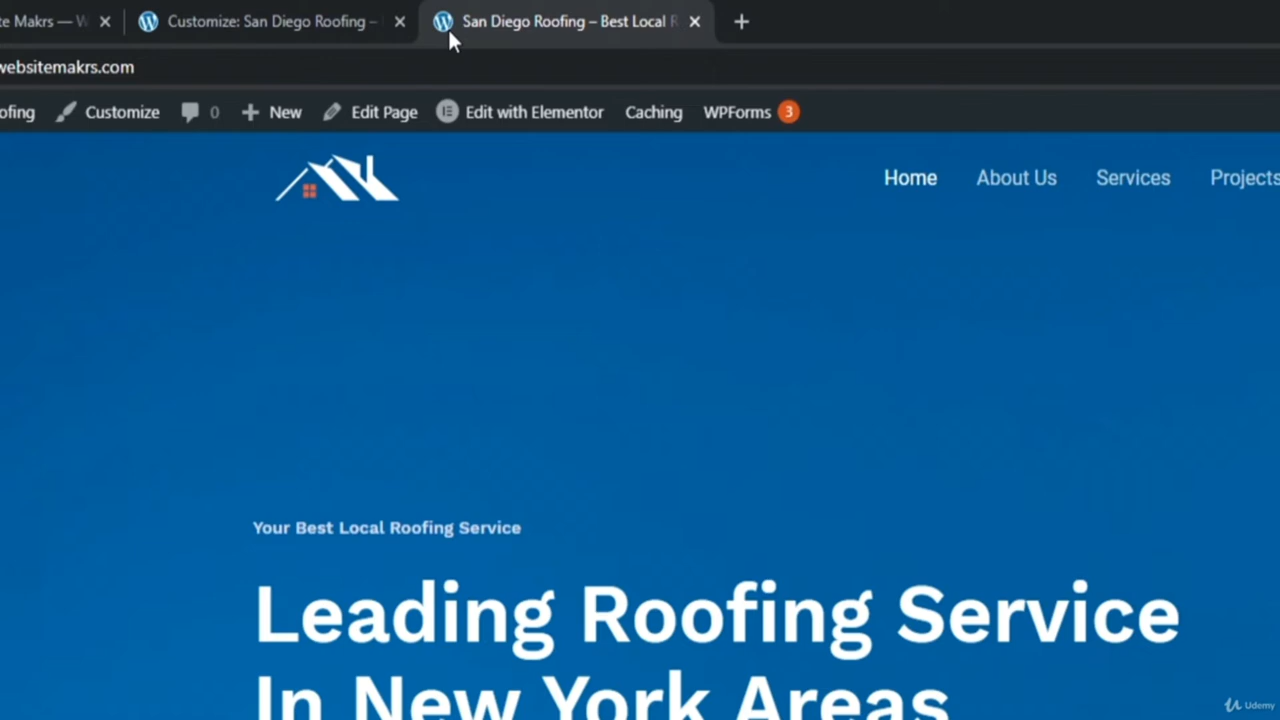 te Makrs — W
Customize: San Diego Roofing –
San Diego Roofing – Best Local R
websitemakrs.com
ofing
Customize
0
New
Edit Page
Edit with Elementor
Caching
WPForms
3
Home
About Us
Services
Projects
Your Best Local Roofing Service
Leading Roofing Service
In New York Areas
Udemy